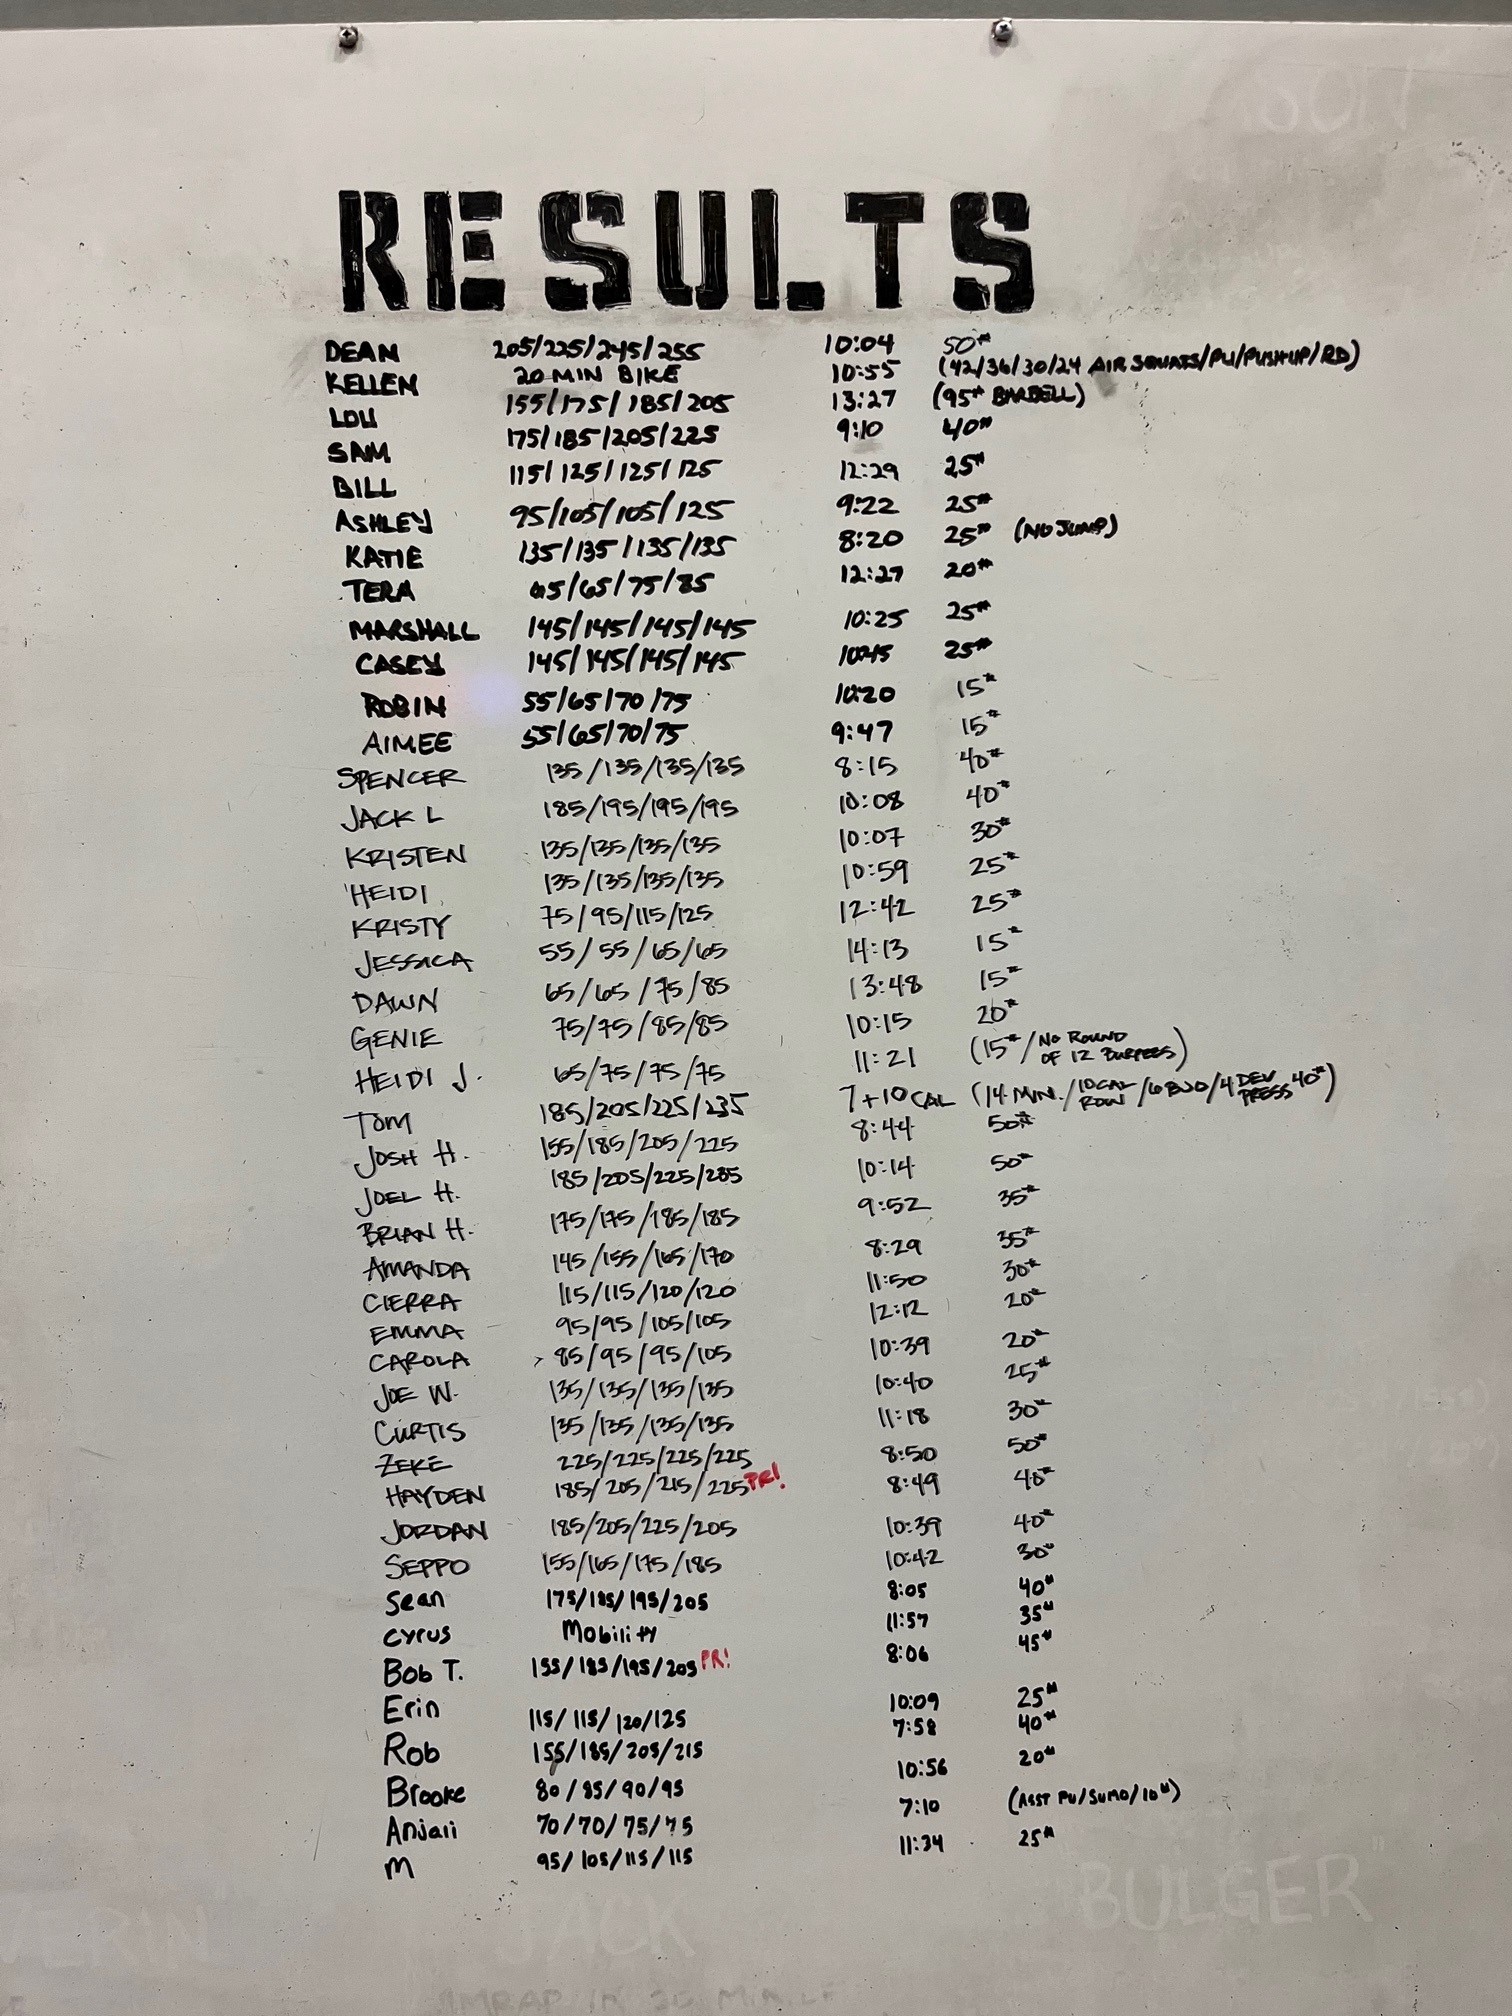 RESULTS
DEAN 205/225/245/255 10:04 50#
KELLEN 20 MIN BIKE 10:55 (42/36/30/24 AIR SQUATS/PU/PUSHUP/RD)
LOU 155/175/185/205 13:27 (95# BARBELL)
SAM 175/185/205/225 9:10 40#
BILL 115/125/125/125 12:29 25#
ASHLEY 95/105/105/125 9:22 25#
KATIE 135/135/135/135 8:20 25# (NO JUMP)
TERA 65/65/75/85 12:27 20#
MARSHALL 145/145/145/145 10:25 25#
CASEY 145/145/145/145 10:45 25#
ROBIN 55/65/70/75 10:20 15#
AIMEE 55/65/70/75 9:47 15#
SPENCER 135/135/135/135 8:15 40#
JACK L 185/195/195/195 10:08 40#
KRISTEN 135/135/135/135 10:07 30#
HEIDI 135/135/135/135 10:59 25#
KRISTY 75/95/115/125 12:42 25#
JESSICA 55/55/65/65 14:13 15#
DAWN 65/65/75/85 13:48 15#
GENIE 75/75/85/85 10:15 20#
HEIDI J. 65/75/75/75 11:21 (15#/NO ROUND OF 12 BURPEES)
TOM 185/205/225/235 7+10 CAL (14 MIN./10 CAL ROW/6 BJO/4 DEV PRESS 40#)
JOSH H. 155/185/205/225 8:44 50#
JOEL H. 185/205/225/235 10:14 50#
BRIAN H. 175/175/185/185 9:52 35#
AMANDA 145/155/165/170 8:29 35#
CIERRA 115/115/120/120 11:50 30#
EMMA 95/95/105/105 12:12 20#
CAROLA 85/95/95/105 10:39 20#
JOE W. 135/135/135/135 10:40 25#
CURTIS 135/135/135/135 11:18 30#
ZEKE 225/225/225/225 8:50 50#
HAYDEN 185/205/215/225 PR! 8:49 40#
JORDAN 185/205/225/205 10:39 40#
SEPPO 155/165/175/185 10:42 30#
Sean 175/185/195/205 8:05 40#
Cyrus Mobility 11:57 35#
Bob T. 155/185/195/205 PR! 8:06 45#
Erin 115/115/120/125 10:09 25#
Rob 155/185/205/215 7:58 40#
Brooke 80/85/90/95 10:56 20#
Anjali 70/70/75/75 7:10 (ASST PU/SUMO/10#)
M 95/105/115/115 11:34 25#
JACK
BULGER